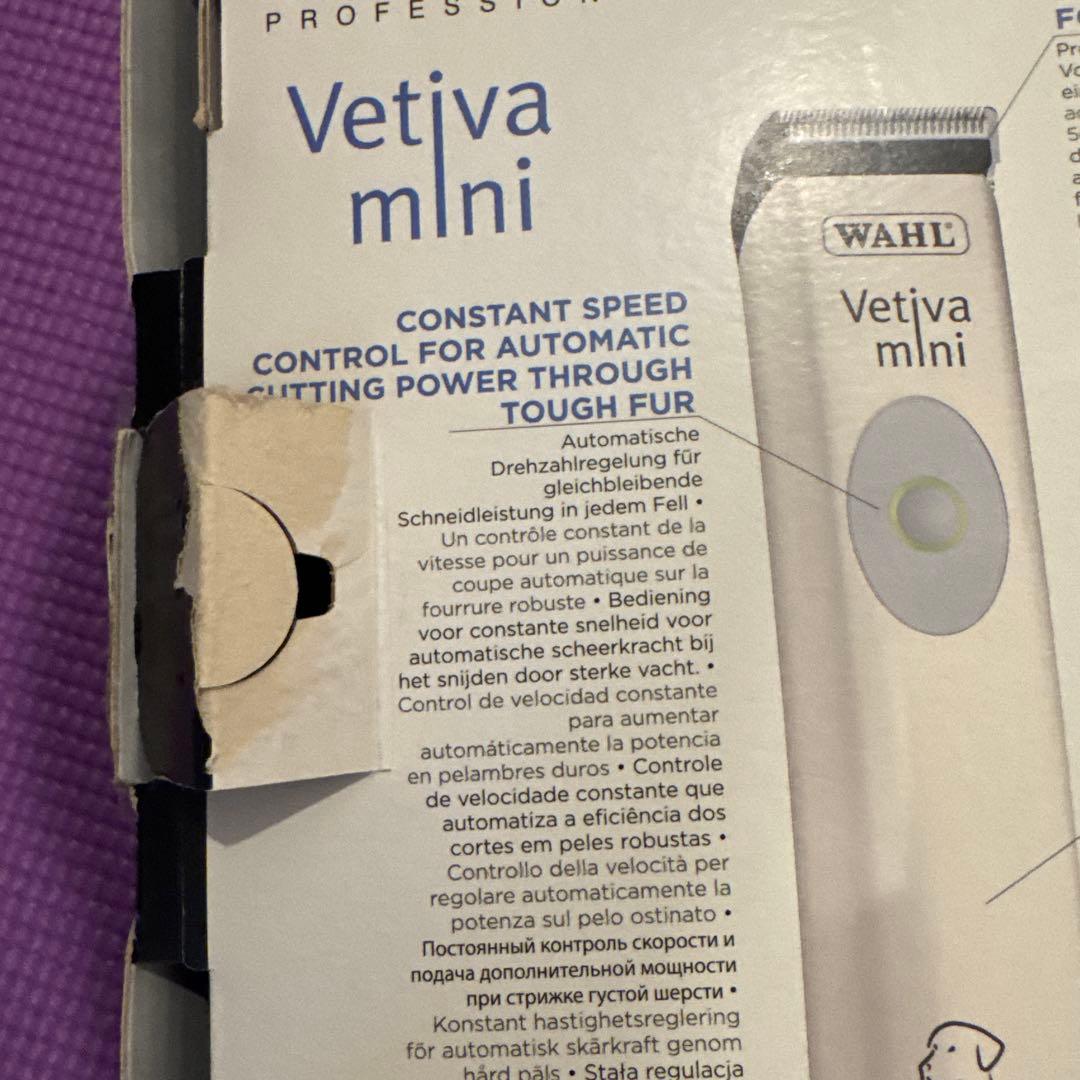 PROFESSION
Vetiva
mini
CONSTANT SPEED
CONTROL FOR AUTOMATIC
CUTTING POWER THROUGH
TOUGH FUR
Automatische
Drehzahlregelung für
gleichbleibende
Schneidleistung in jedem Fell •
Un contrôle constant de la
vitesse pour un puissance de
coupe automatique sur la
fourrure robuste • Bediening
voor constante snelheid voor
automatische scheerkracht bij
het snijden door sterke vacht. •
Control de velocidad constante
para aumentar
automáticamente la potencia
en pelambres duros • Controle
de velocidade constante que
automatiza a eficiência dos
cortes em peles robustas •
Controllo della velocità per
regolare automaticamente la
potenza sul pelo ostinato •
Постоянный контроль скорости и
подача дополнительной мощности
при стрижке густой шерсти •
Konstant hastighetsreglering
för automatisk skärkraft genom
hård päls • Stała regulacja
WAHL
Vetiva
mini